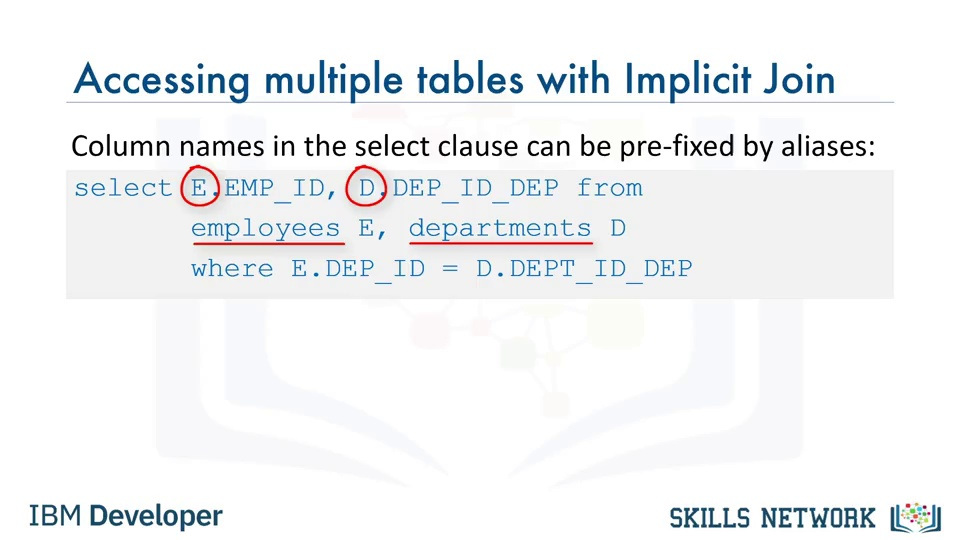 Accessing multiple tables with Implicit Join
Column names in the select clause can be pre-fixed by aliases:
select E.EMP_ID, D.DEP_ID_DEP from
employees E, departments D
where E.DEP_ID = D.DEPT_ID_DEP
IBM Developer
SKILLS NETWORK